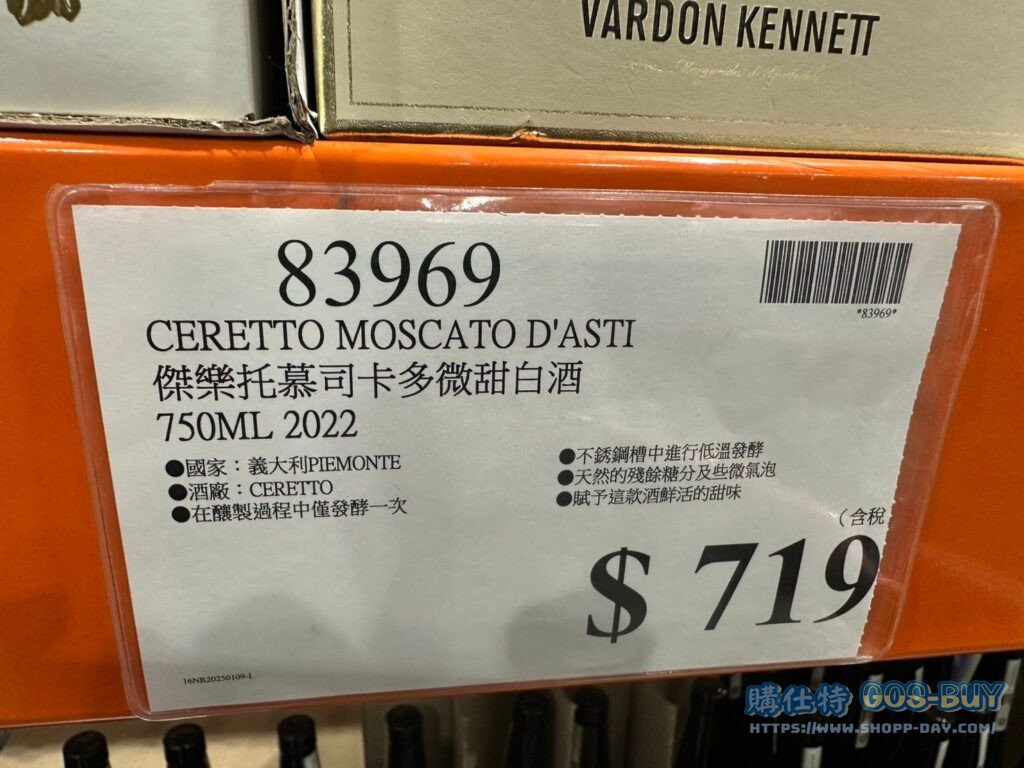 VARDON KENNETT
83969
*83969*
CERETTO MOSCATO D'ASTI
傑樂托慕司卡多微甜白酒
750ML 2022
●國家：義大利PIEMONTE
●酒廠：CERETTO
●在釀製過程中僅發酵一次
●不銹鋼槽中進行低溫發酵
●天然的殘餘糖分及些微氣泡
●賦予這款酒鮮活的甜味
（含稅
$ 719
16NR20250109-1
購仕特 GOS-BUY
HTTPS://WWW.SHOPP-DAY.COM/